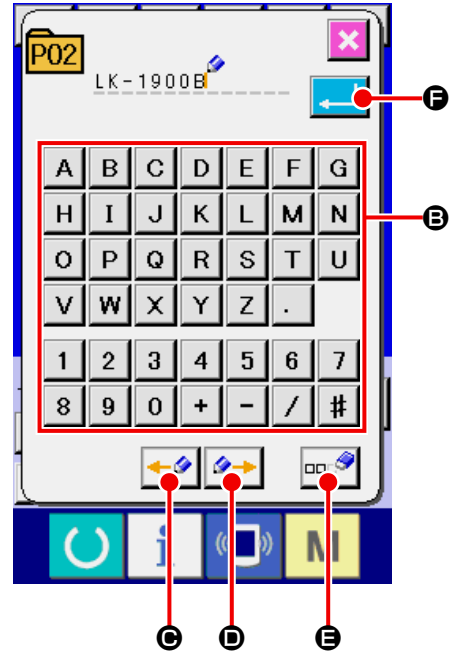 P02
LK-1900B
F
A B C D E F G
H I J K L M N
B
O P Q R S T U
V W X Y Z .
1 2 3 4 5 6 7
8 9 0 + - / #
i M
C D E